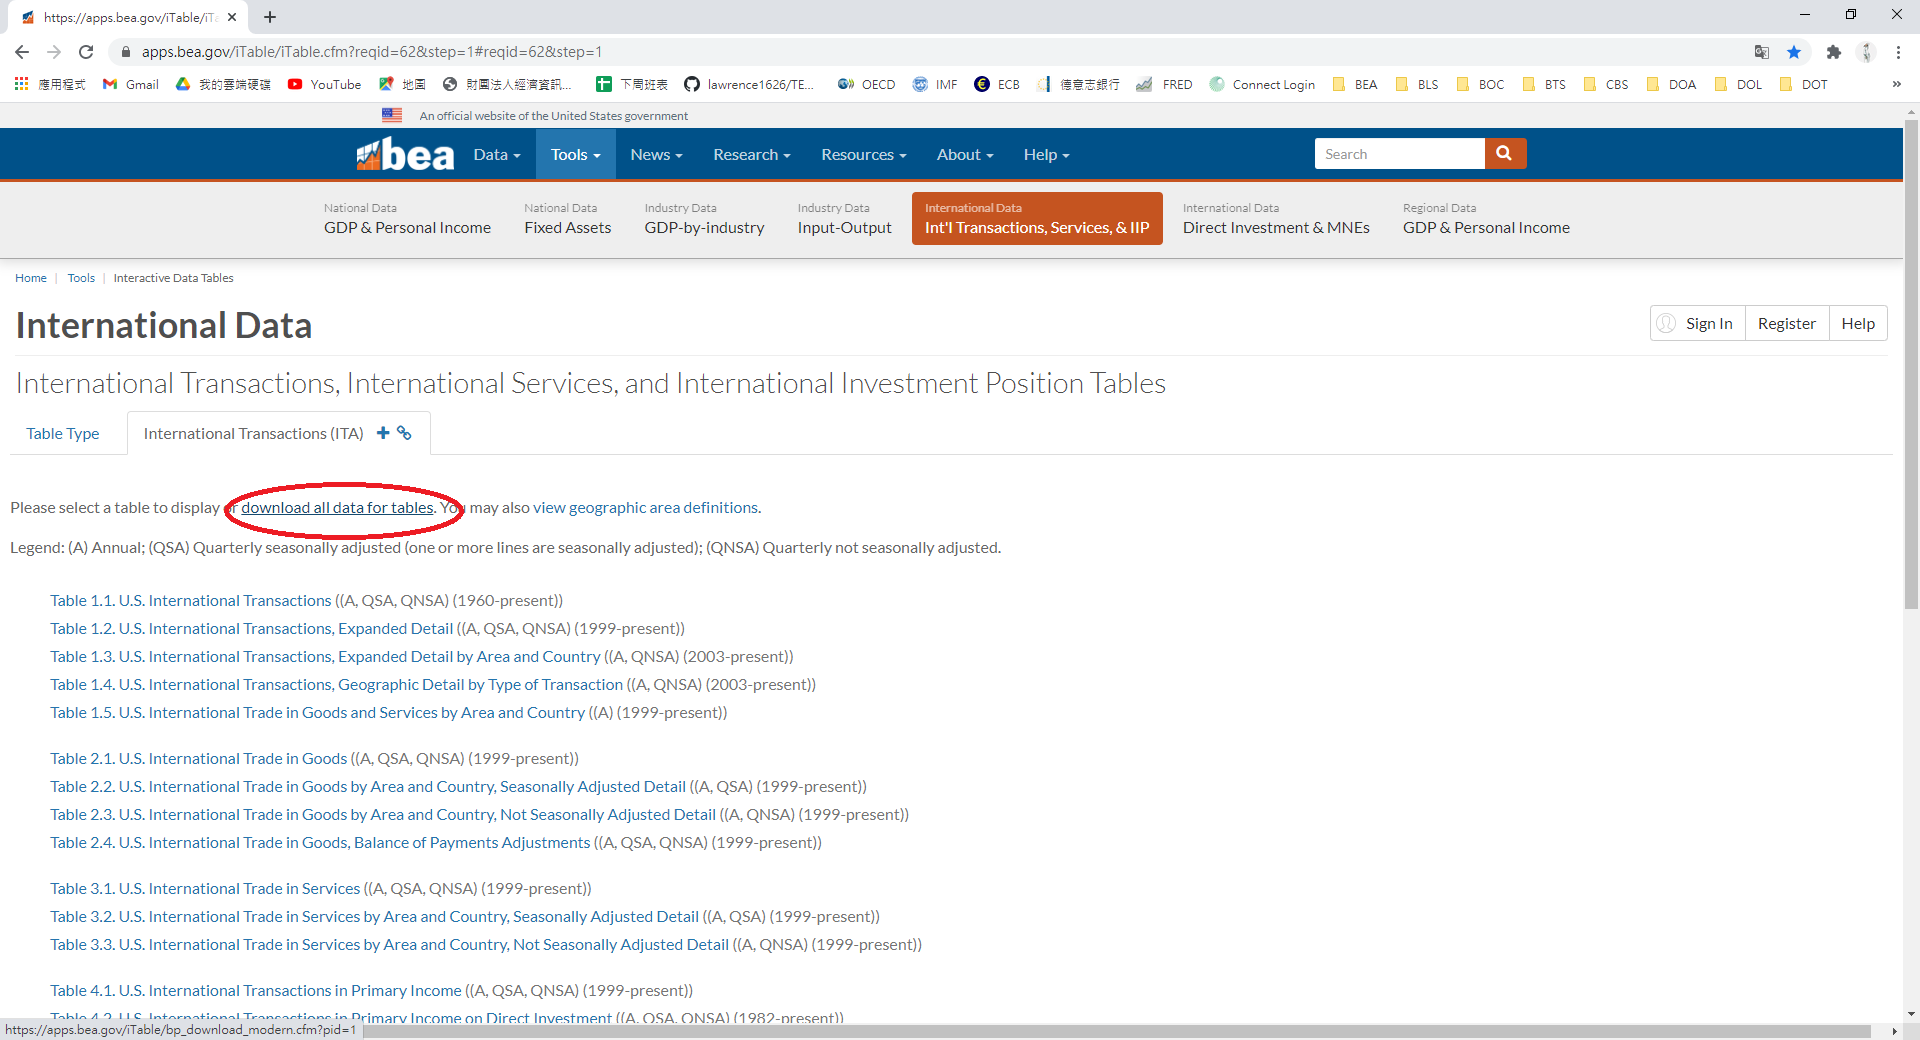 https://apps.bea.gov/iTable/iTa
apps.bea.gov/iTable/iTable.cfm?reqid=62&step=1#reqid=62&step=1
應用程式 Gmail 我的雲端硬碟 YouTube 地圖 財團法人經濟資訊... 下周班表 lawrence1626/TE... OECD IMF ECB 德意志銀行 FRED Connect Login BEA BLS BOC BTS CBS DOA DOL DOT »
An official website of the United States government
bea Data Tools News Research Resources About Help Search
National Data National Data Industry Data Industry Data International Data International Data Regional Data
GDP & Personal Income Fixed Assets GDP-by-industry Input-Output Int'l Transactions, Services, & IIP Direct Investment & MNEs GDP & Personal Income
Home | Tools | Interactive Data Tables
International Data
Sign In Register Help
International Transactions, International Services, and International Investment Position Tables
Table Type International Transactions (ITA)
Please select a table to display or download all data for tables. You may also view geographic area definitions.
Legend: (A) Annual; (QSA) Quarterly seasonally adjusted (one or more lines are seasonally adjusted); (QNSA) Quarterly not seasonally adjusted.
Table 1.1. U.S. International Transactions ((A, QSA, QNSA) (1960-present))
Table 1.2. U.S. International Transactions, Expanded Detail ((A, QSA, QNSA) (1999-present))
Table 1.3. U.S. International Transactions, Expanded Detail by Area and Country ((A, QNSA) (2003-present))
Table 1.4. U.S. International Transactions, Geographic Detail by Type of Transaction ((A, QNSA) (2003-present))
Table 1.5. U.S. International Trade in Goods and Services by Area and Country ((A) (1999-present))
Table 2.1. U.S. International Trade in Goods ((A, QSA, QNSA) (1999-present))
Table 2.2. U.S. International Trade in Goods by Area and Country, Seasonally Adjusted Detail ((A, QSA) (1999-present))
Table 2.3. U.S. International Trade in Goods by Area and Country, Not Seasonally Adjusted Detail ((A, QNSA) (1999-present))
Table 2.4. U.S. International Trade in Goods, Balance of Payments Adjustments ((A, QSA, QNSA) (1999-present))
Table 3.1. U.S. International Trade in Services ((A, QSA, QNSA) (1999-present))
Table 3.2. U.S. International Trade in Services by Area and Country, Seasonally Adjusted Detail ((A, QSA) (1999-present))
Table 3.3. U.S. International Trade in Services by Area and Country, Not Seasonally Adjusted Detail ((A, QNSA) (1999-present))
Table 4.1. U.S. International Transactions in Primary Income ((A, QSA, QNSA) (1999-present))
Table 4.2. U.S. International Transactions in Primary Income on Direct Investment ((A, QSA, QNSA) (1982-present))
https://apps.bea.gov/iTable/bp_download_modern.cfm?pid=1